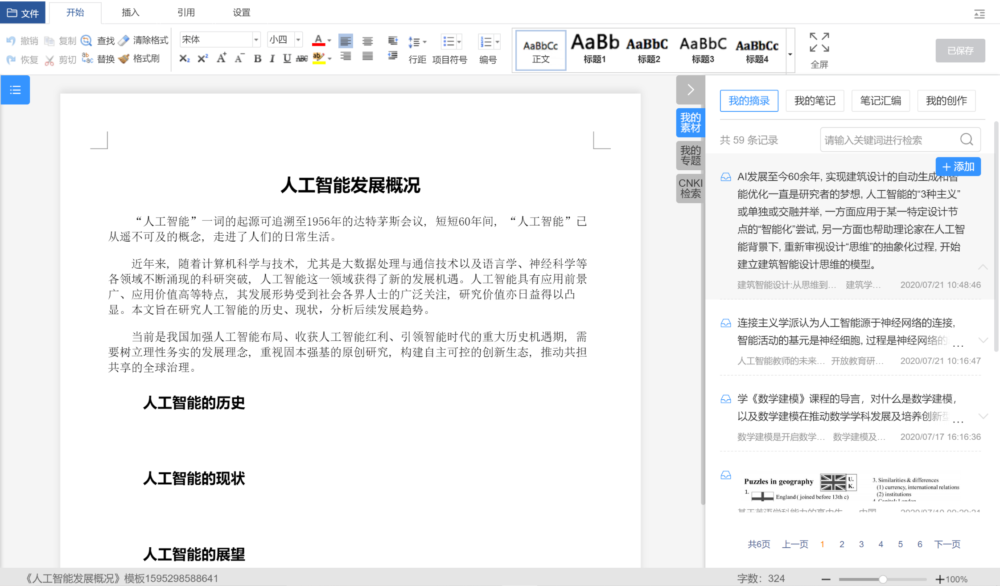 文件
开始
插入
引用
设置
撤销
复制
查找
清除格式
恢复
剪切
替换
格式刷
宋体
小四
行距
项目符号
编号
AaBbCc
正文
AaBb
标题1
AaBbC
标题2
AaBbC
标题3
AaBbCc
标题4
全屏
已保存
人工智能发展概况
“人工智能”一词的起源可追溯至1956年的达特茅斯会议，短短60年间，“人工智能”已
从遥不可及的概念，走进了人们的日常生活。
近年来，随着计算机科学与技术，尤其是大数据处理与通信技术以及语言学、神经科学等
各领域不断涌现的科研突破，人工智能这一领域获得了新的发展机遇。人工智能具有应用前景
广、应用价值高等特点，其发展形势受到社会各界人士的广泛关注，研究价值亦日益得以凸
显。本文旨在研究人工智能的历史、现状，分析后续发展趋势。
当前是我国加强人工智能布局、收获人工智能红利、引领智能时代的重大历史机遇期，需
要树立理性务实的发展理念，重视固本强基的原创研究，构建自主可控的创新生态，推动共担
共享的全球治理。
人工智能的历史
人工智能的现状
人工智能的展望
我的
素材
我的
专题
CNKI
检索
我的摘录
我的笔记
笔记汇编
我的创作
共 59 条记录
请输入关键词进行检索
＋添加
AI发展至今60余年, 实现建筑设计的自动生成和智
能优化一直是研究者的梦想, 人工智能的“3种主义”
或单独或交融并举, 一方面应用于某一特定设计节
点的“智能化”尝试, 另一方面也帮助理论家在人工智
能背景下, 重新审视设计“思维”的抽象化过程, 开始
建立建筑智能设计思维的模型。
建筑智能设计:从思维到… 建筑学… 2020/07/21 10:48:46
连接主义学派认为人工智能源于神经网络的连接,
智能活动的基元是神经细胞, 过程是神经网络的...
人工智能教师的未来… 开放教育研… 2020/07/21 10:16:47
学《数学建模》课程的导言，对什么是数学建模，
以及数学建模在推动数学学科发展及培养创新型...
数学建模是开启数学… 数学建模及… 2020/07/17 16:16:36
Puzzles in geography
U.
K.
1.
England ( joined before 13th c)
3. Similarities & differences
(1) currency, international relations
(2) institutions
4. Capital: London
共6页 上一页 1 2 3 4 5 6 下一页
《人工智能发展概况》模板1595298588641
字数：324
100%